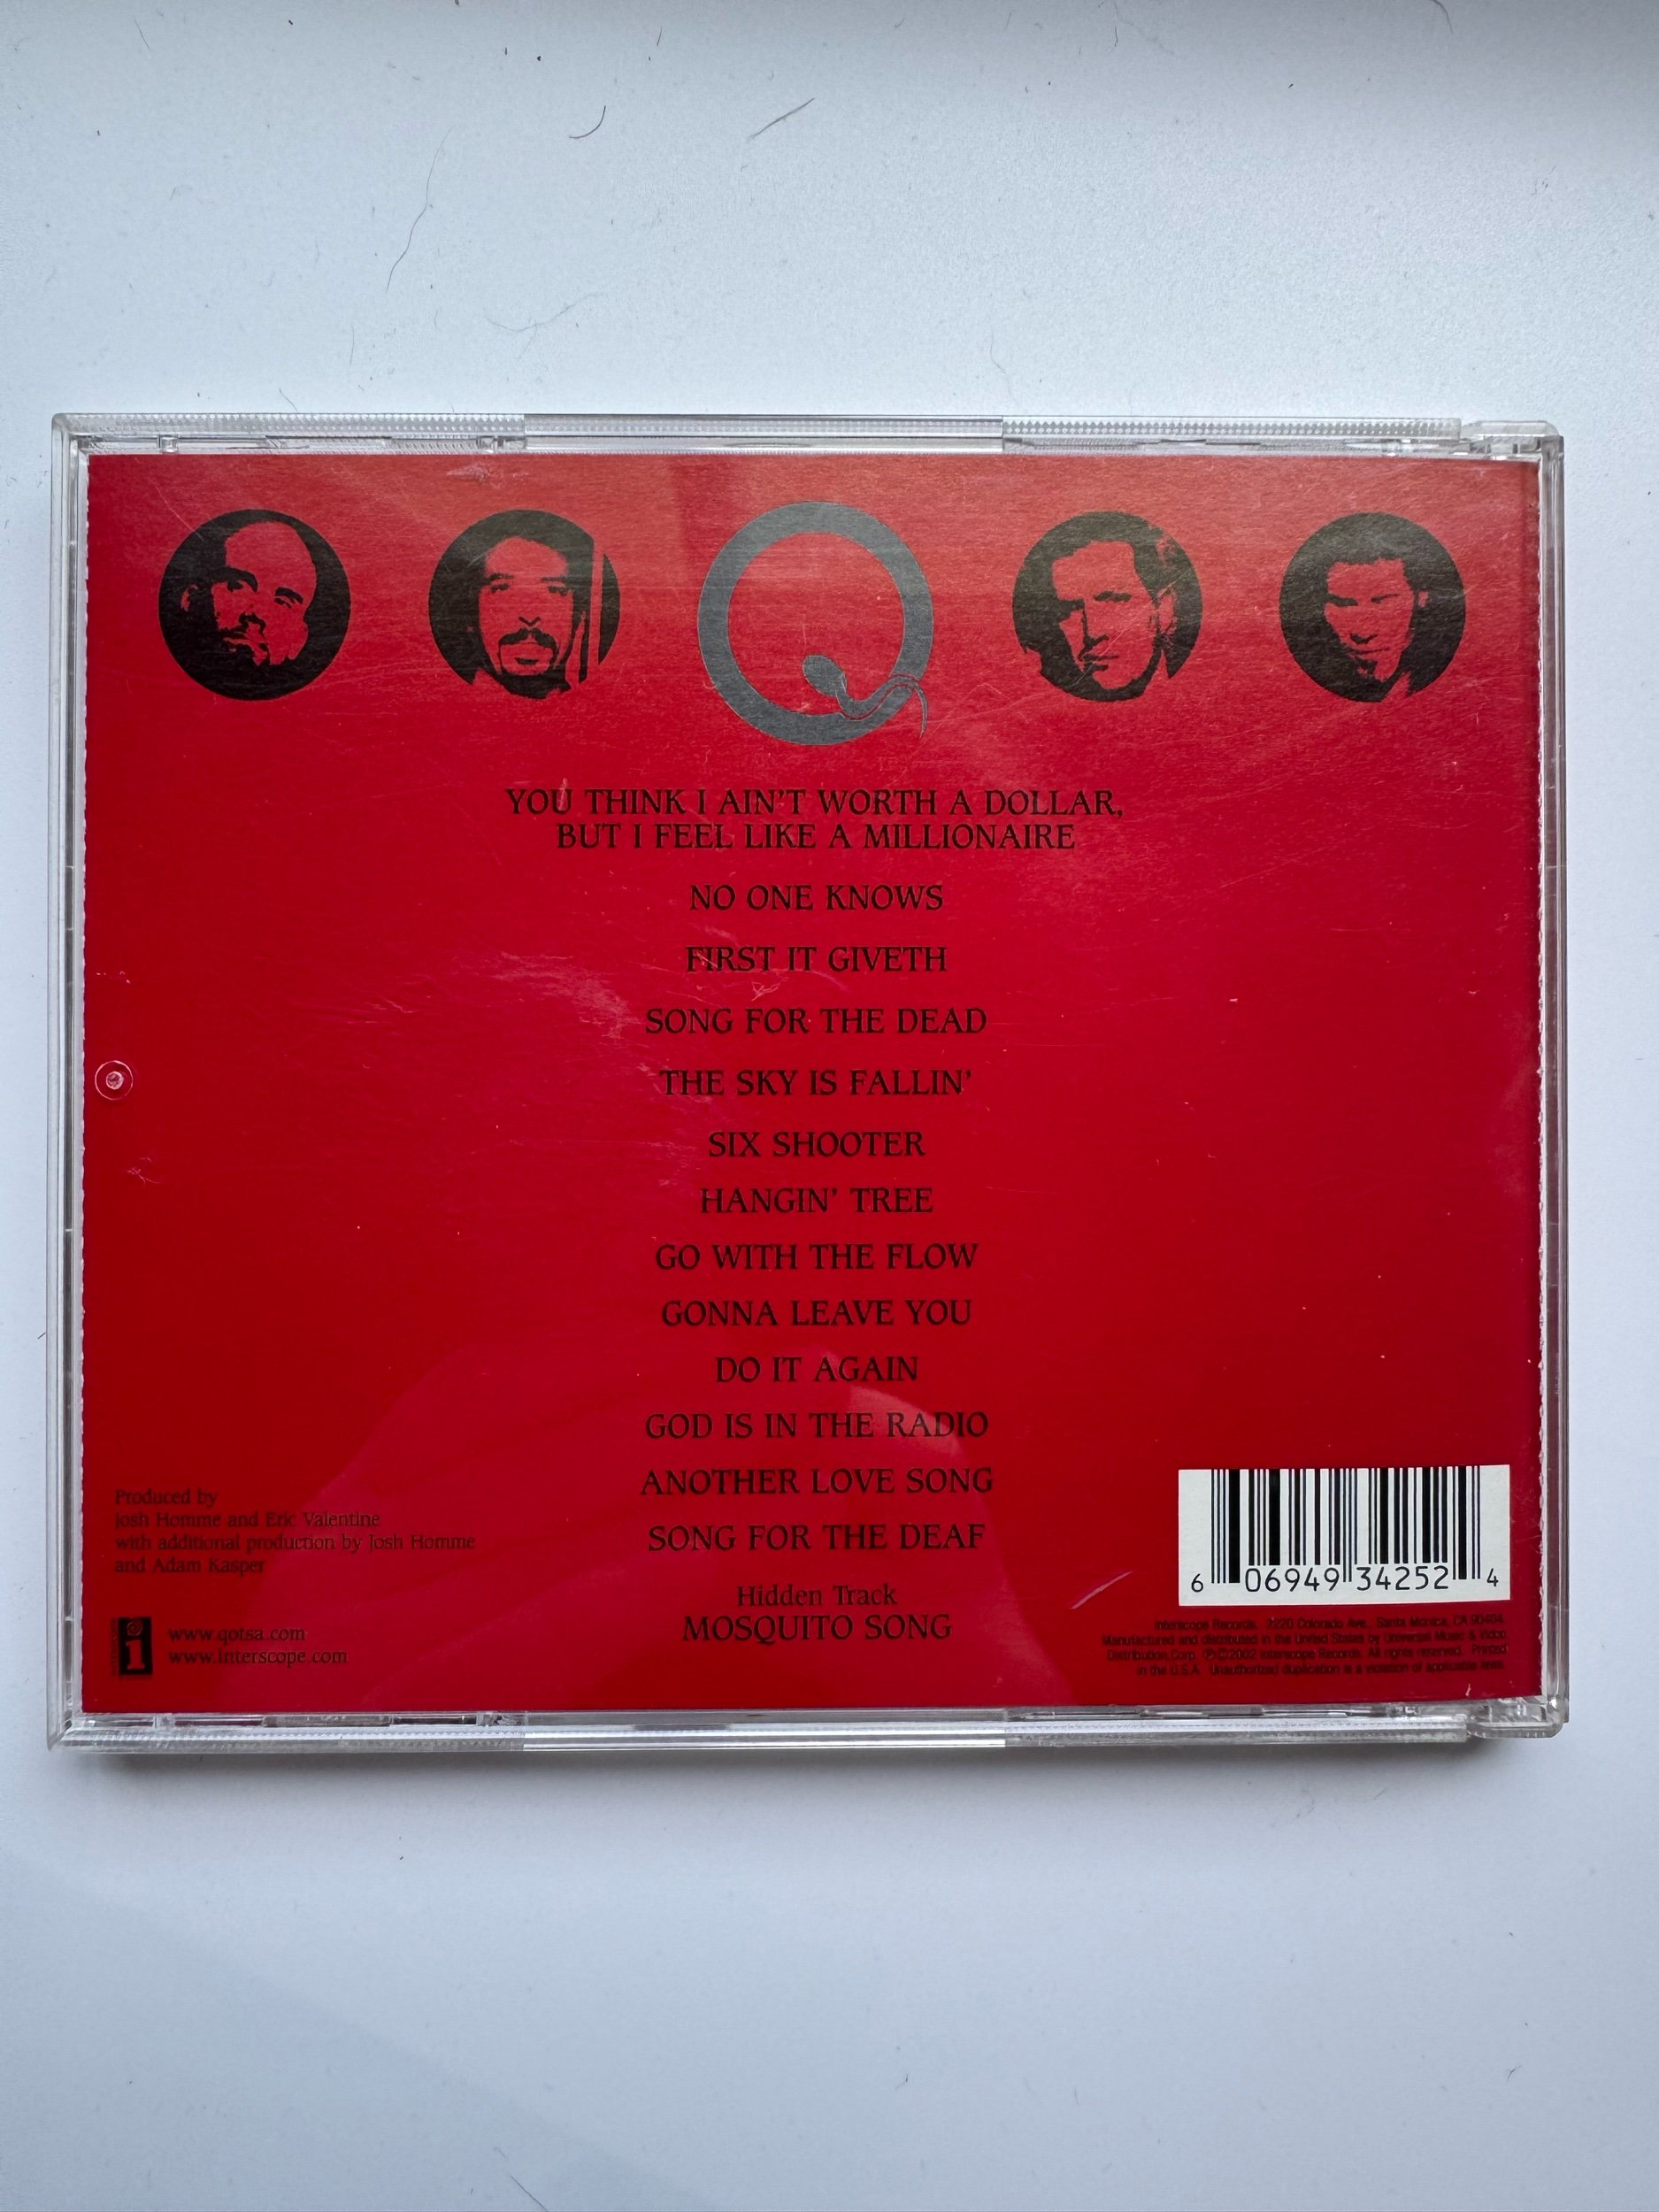 YOU THINK I AIN'T WORTH A DOLLAR,
BUT I FEEL LIKE A MILLIONAIRE
NO ONE KNOWS
FIRST IT GIVETH
SONG FOR THE DEAD
THE SKY IS FALLIN'
SIX SHOOTER
HANGIN' TREE
GO WITH THE FLOW
GONNA LEAVE YOU
DO IT AGAIN
GOD IS IN THE RADIO
ANOTHER LOVE SONG
SONG FOR THE DEAF
Hidden Track
MOSQUITO SONG
Produced by
Josh Homme and Eric Valentine
with additional production by Josh Homme
and Adam Kasper
i
www.qotsa.com
www.interscope.com
6 06949 34252 4
Interscope Records. 2220 Colorado Ave., Santa Monica, CA 90404.
Manufactured and distributed in the United States by Universal Music & Video
Distribution, Corp. ℗©2002 Interscope Records. All rights reserved. Printed
in the U.S.A. Unauthorized duplication is a violation of applicable laws.